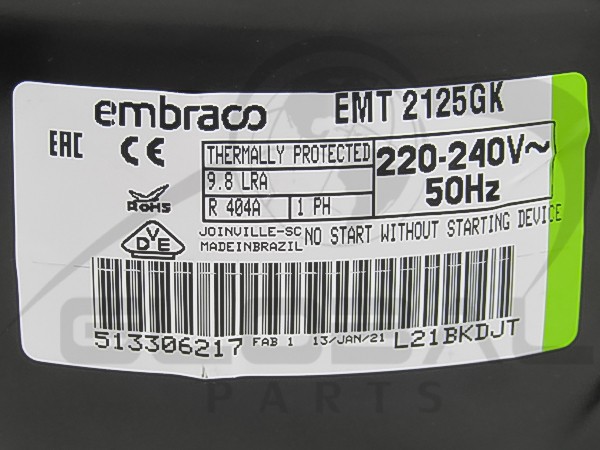 embraco EMT 2125GK
EAC CE THERMALLY PROTECTED 220-240V~
9.8 LRA 50Hz
RoHS R 404A 1 PH
VDE JOINVILLE-SC NO START WITHOUT STARTING DEVICE
MADEINBRAZIL
513306217 FAB 1 13/JAN/21 L21BKDJT
GLOBAL
PARTS